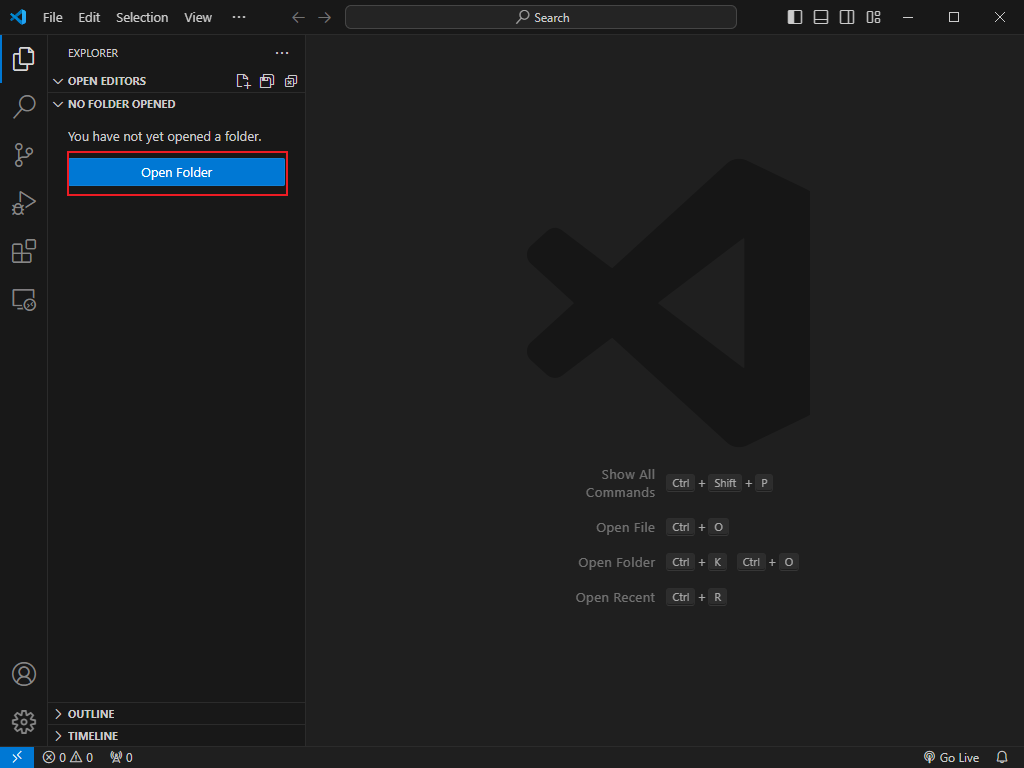 File Edit Selection View ··· Search
EXPLORER ···
OPEN EDITORS
NO FOLDER OPENED
You have not yet opened a folder.
Open Folder
Show All
Commands Ctrl + Shift + P
Open File Ctrl + O
Open Folder Ctrl + K Ctrl + O
Open Recent Ctrl + R
OUTLINE
TIMELINE
0 0 0 Go Live